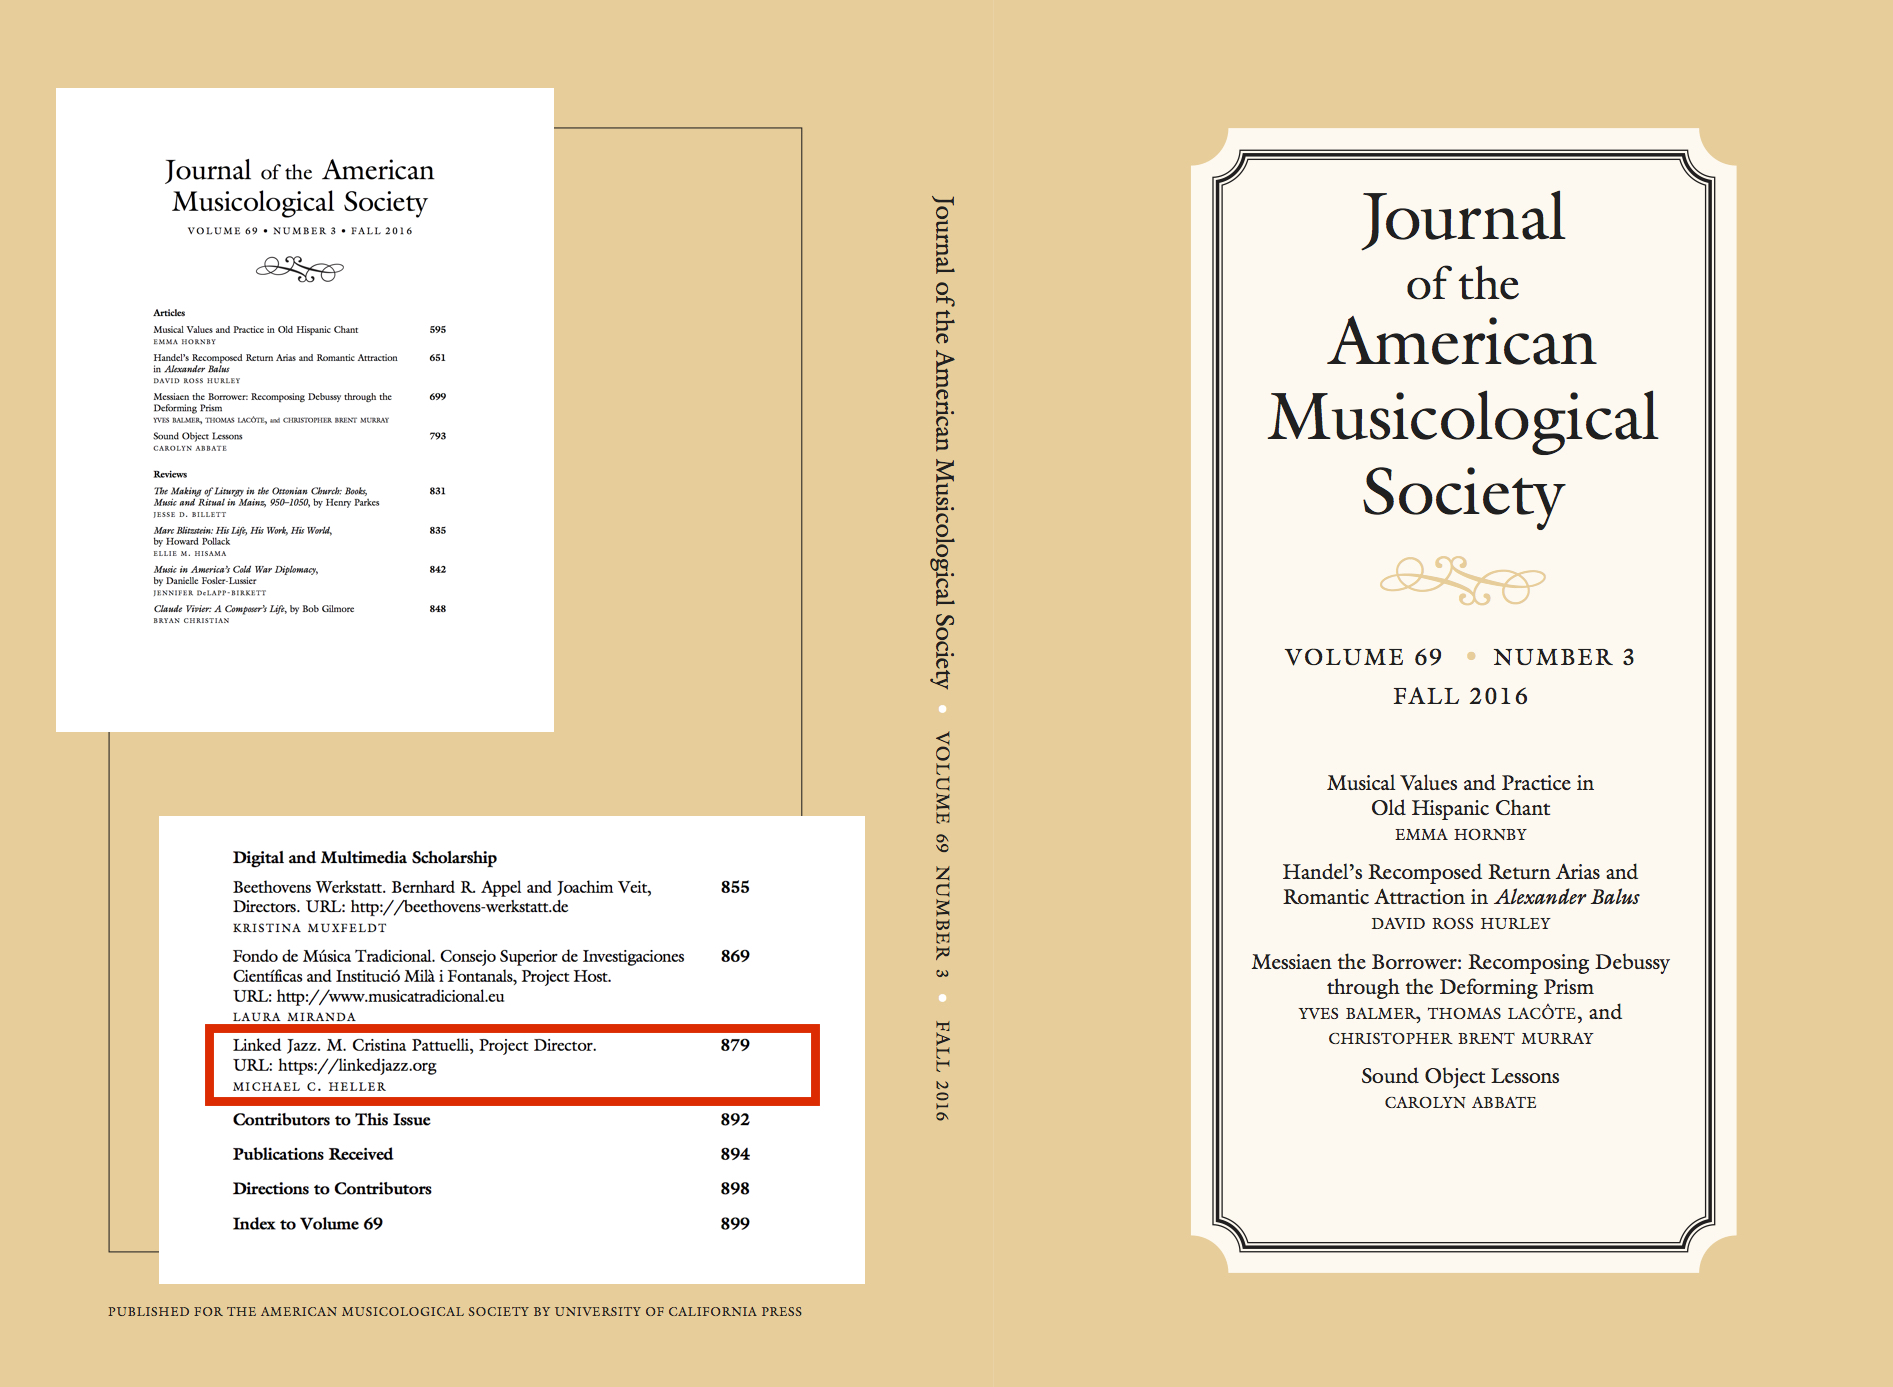 Journal of the American
Musicological Society
VOLUME 69 • NUMBER 3 • FALL 2016
Articles
Musical Values and Practice in Old Hispanic Chant 595
EMMA HORNBY
Handel's Recomposed Return Arias and Romantic Attraction 651
in Alexander Balus
DAVID ROSS HURLEY
Messiaen the Borrower: Recomposing Debussy through the 699
Deforming Prism
YVES BALMER, THOMAS LACÔTE, and CHRISTOPHER BRENT MURRAY
Sound Object Lessons 793
CAROLYN ABBATE
Reviews
The Making of Liturgy in the Ottonian Church: Books, 831
Music and Ritual in Mainz, 950–1050, by Henry Parkes
JESSE D. BILLETT
Marc Blitzstein: His Life, His Work, His World, 835
by Howard Pollack
ELLIE M. HISAMA
Music in America's Cold War Diplomacy, 842
by Danielle Fosler-Lussier
JENNIFER DeLAPP-BIRKETT
Claude Vivier: A Composer's Life, by Bob Gilmore 848
BRYAN CHRISTIAN
Digital and Multimedia Scholarship
Beethovens Werkstatt. Bernhard R. Appel and Joachim Veit, 855
Directors. URL: http://beethovens-werkstatt.de
KRISTINA MUXFELDT
Fondo de Música Tradicional. Consejo Superior de Investigaciones 869
Científicas and Institució Milà i Fontanals, Project Host.
URL: http://www.musicatradicional.eu
LAURA MIRANDA
Linked Jazz. M. Cristina Pattuelli, Project Director. 879
URL: https://linkedjazz.org
MICHAEL C. HELLER
Contributors to This Issue 892
Publications Received 894
Directions to Contributors 898
Index to Volume 69 899
PUBLISHED FOR THE AMERICAN MUSICOLOGICAL SOCIETY BY UNIVERSITY OF CALIFORNIA PRESS
Journal of the American Musicological Society • VOLUME 69 NUMBER 3 • FALL 2016
Journal
of the
American
Musicological
Society
VOLUME 69 • NUMBER 3
FALL 2016
Musical Values and Practice in
Old Hispanic Chant
EMMA HORNBY
Handel's Recomposed Return Arias and
Romantic Attraction in Alexander Balus
DAVID ROSS HURLEY
Messiaen the Borrower: Recomposing Debussy
through the Deforming Prism
YVES BALMER, THOMAS LACÔTE, and
CHRISTOPHER BRENT MURRAY
Sound Object Lessons
CAROLYN ABBATE